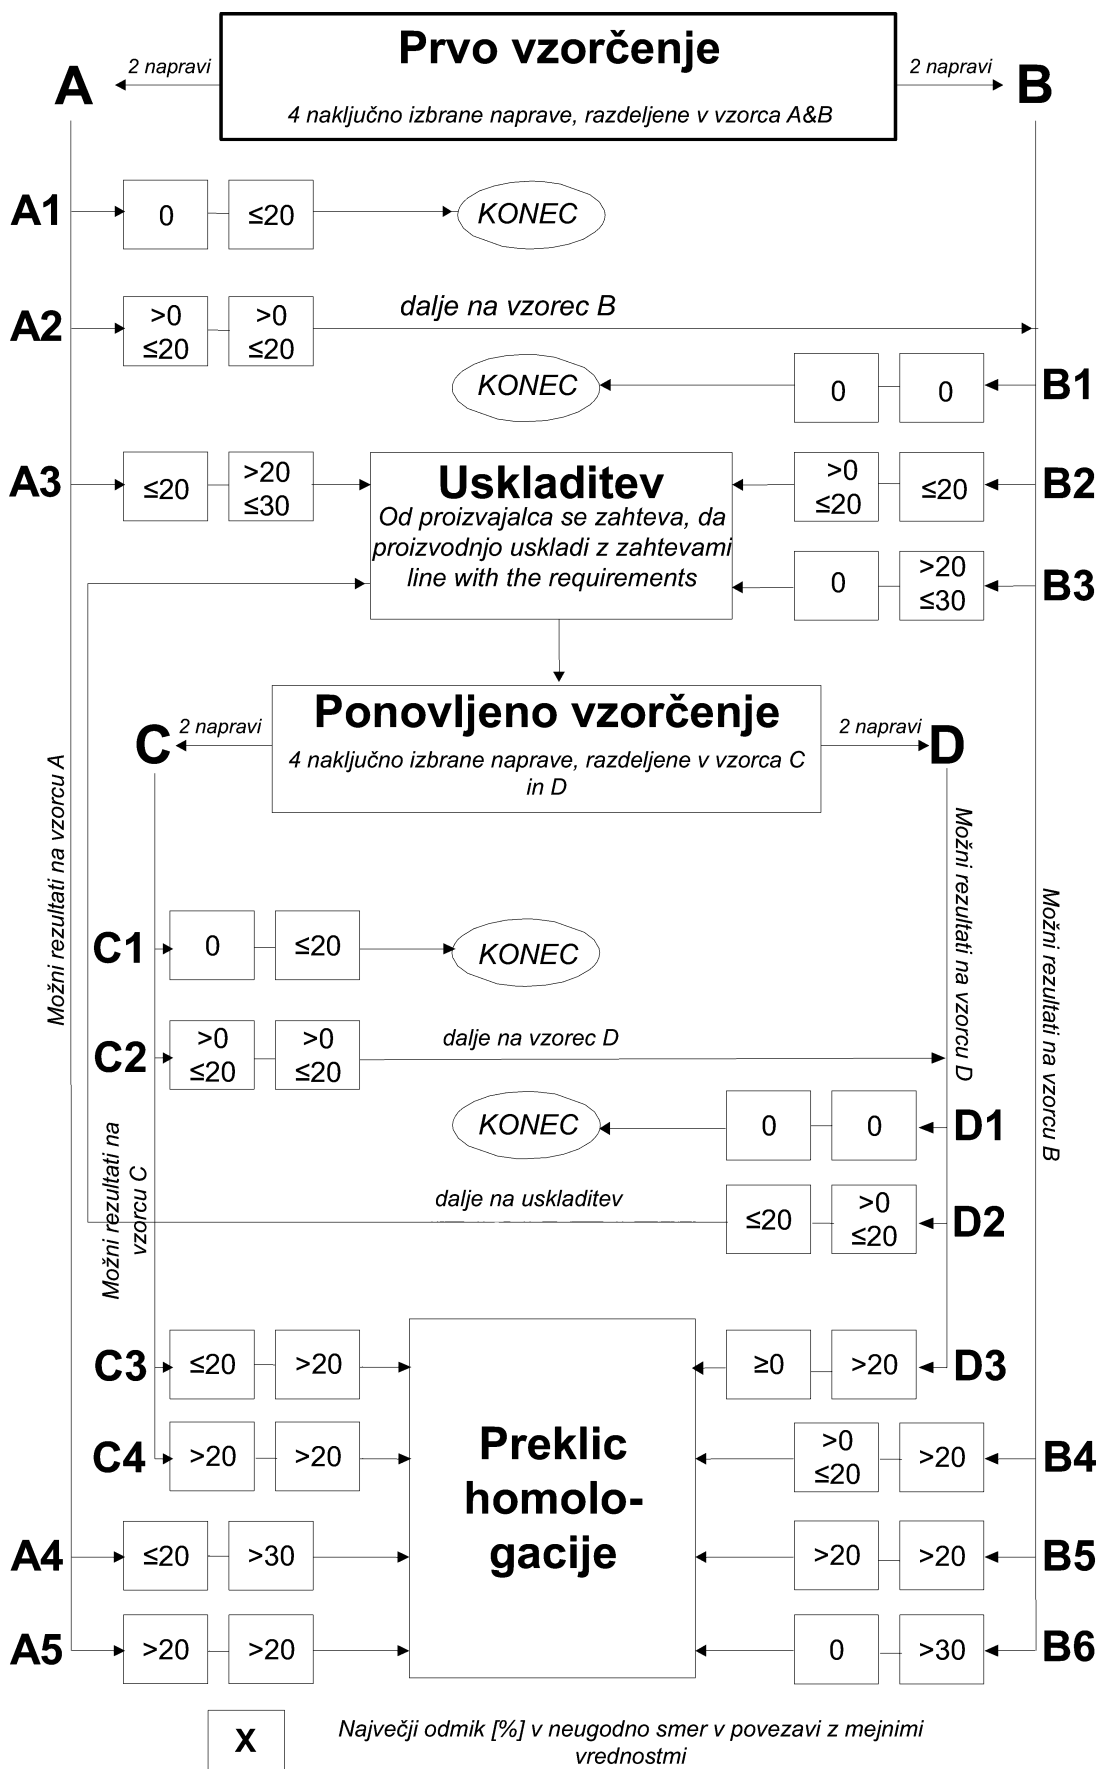 Prvo vzorčenje
A
2 napravi
2 napravi
B
4 naključno izbrane naprave, razdeljene v vzorca A&B
A1
0
≤20
KONEC
A2
>0
≤20
>0
≤20
dalje na vzorec B
KONEC
0
0
B1
A3
≤20
>20
≤30
Uskladitev
Od proizvajalca se zahteva, da
proizvodnjo uskladi z zahtevami
line with the requirements
>0
≤20
≤20
B2
0
>20
≤30
B3
Ponovljeno vzorčenje
C
2 napravi
2 napravi
D
4 naključno izbrane naprave, razdeljene v vzorca C
in D
Možni rezultati na vzorcu A
Možni rezultati na vzorcu D
Možni rezultati na vzorcu B
C1
0
≤20
KONEC
C2
>0
≤20
>0
≤20
dalje na vzorec D
KONEC
0
0
D1
Možni rezultati na
vzorcu C
dalje na uskladitev
≤20
>0
≤20
D2
C3
≤20
>20
Preklic
homolo-
gacije
≥0
>20
D3
C4
>20
>20
>0
≤20
>20
B4
A4
≤20
>30
>20
>20
B5
A5
>20
>20
0
>30
B6
X
Največji odmik [%] v neugodno smer v povezavi z mejnimi
vrednostmi